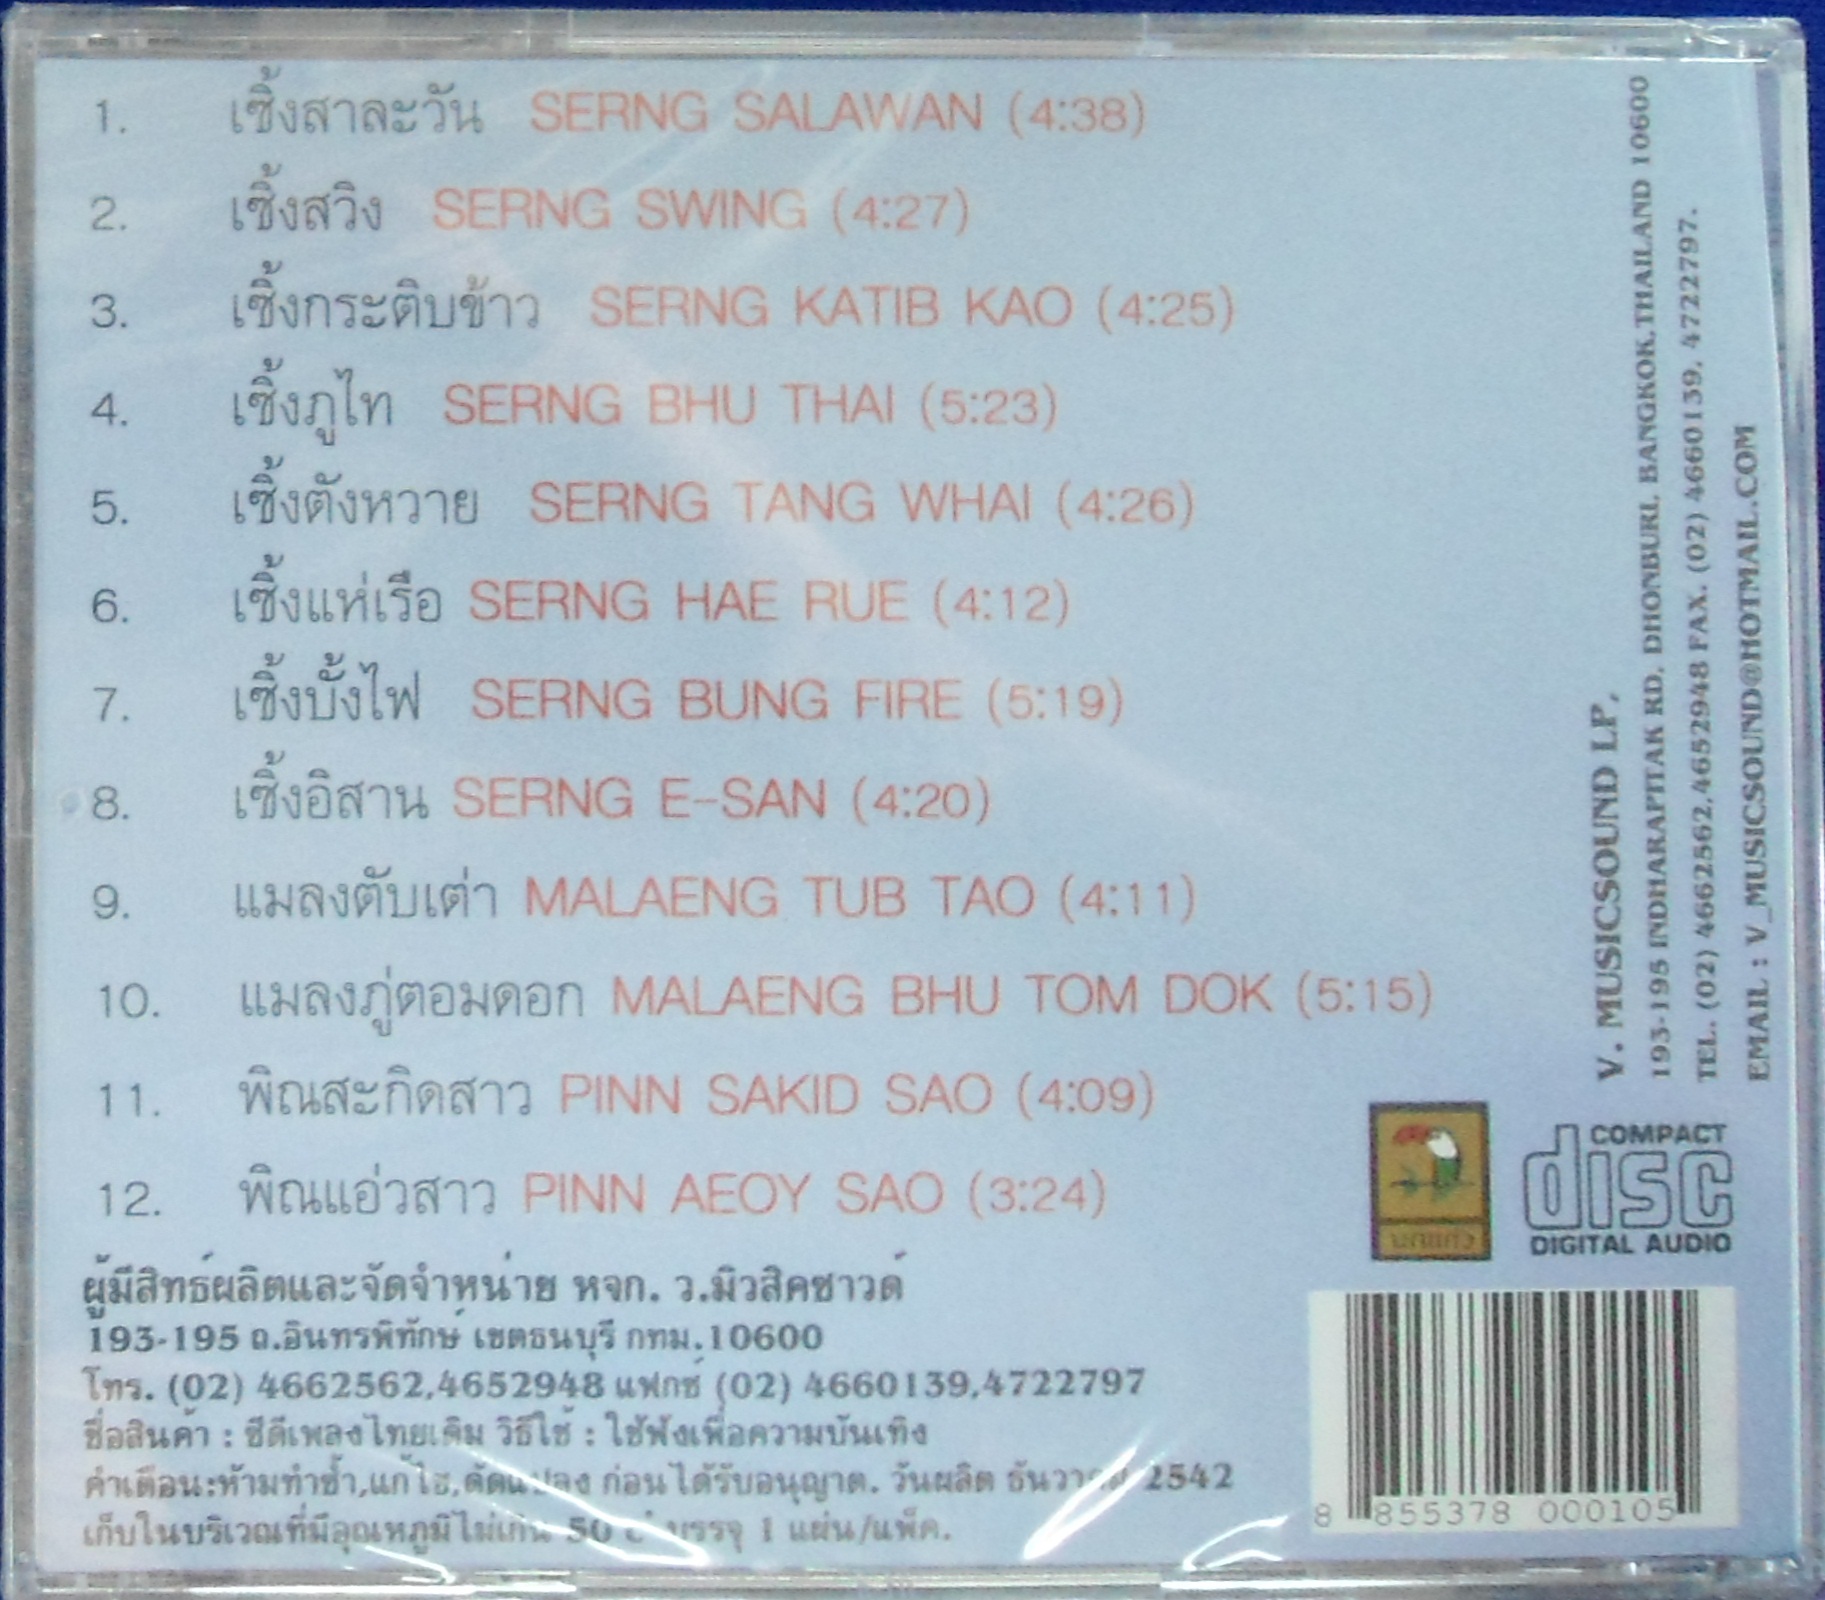 1. เซิ้งสาละวัน SERNG SALAWAN (4:38)
2. เซิ้งสวิง SERNG SWING (4:27)
3. เซิ้งกระติบข้าว SERNG KATIB KAO (4:25)
4. เซิ้งภูไท SERNG BHU THAI (5:23)
5. เซิ้งตังหวาย SERNG TANG WHAI (4:26)
6. เซิ้งแห่เรือ SERNG HAE RUE (4:12)
7. เซิ้งบั้งไฟ SERNG BUNG FIRE (5:19)
8. เซิ้งอิสาน SERNG E-SAN (4:20)
9. แมลงตับเต่า MALAENG TUB TAO (4:11)
10. แมลงภู่ตอมดอก MALAENG BHU TOM DOK (5:15)
11. พิณสะกิดสาว PINN SAKID SAO (4:09)
12. พิณแอ่วสาว PINN AEOY SAO (3:24)
ผู้มีสิทธ์ผลิตและจัดจำหน่าย หจก. ว.มิวสิคซาวด์
193-195 ถ.อินทรพิทักษ์ เขตธนบุรี กทม.10600
โทร. (02) 4662562,4652948 แฟกซ์ (02) 4660139,4722797
ชื่อสินค้า : ซีดีเพลงไทยเดิม วิธีใช้ : ใช้ฟังเพื่อความบันเทิง
คำเตือน:ห้ามทำซ้ำ,แก้ไข,ดัดแปลง ก่อนได้รับอนุญาต. วันผลิต ธันวาคม 2542
เก็บในบริเวณที่มีอุณหภูมิไม่เกิน 50 c ํ บรรจุ 1 แผ่น/แพ็ค.
V. MUSICSOUND LP,
193-195 INDHARAPITAK RD. DHONBURI, BANGKOK,THAILAND 10600
TEL. (02) 4662562,4652948 FAX. (02) 4660139, 4722797.
EMAIL : V_MUSICSOUND@HOTMAIL.COM
นกแก้ว
COMPACT
disc
DIGITAL AUDIO
8 855378 000105